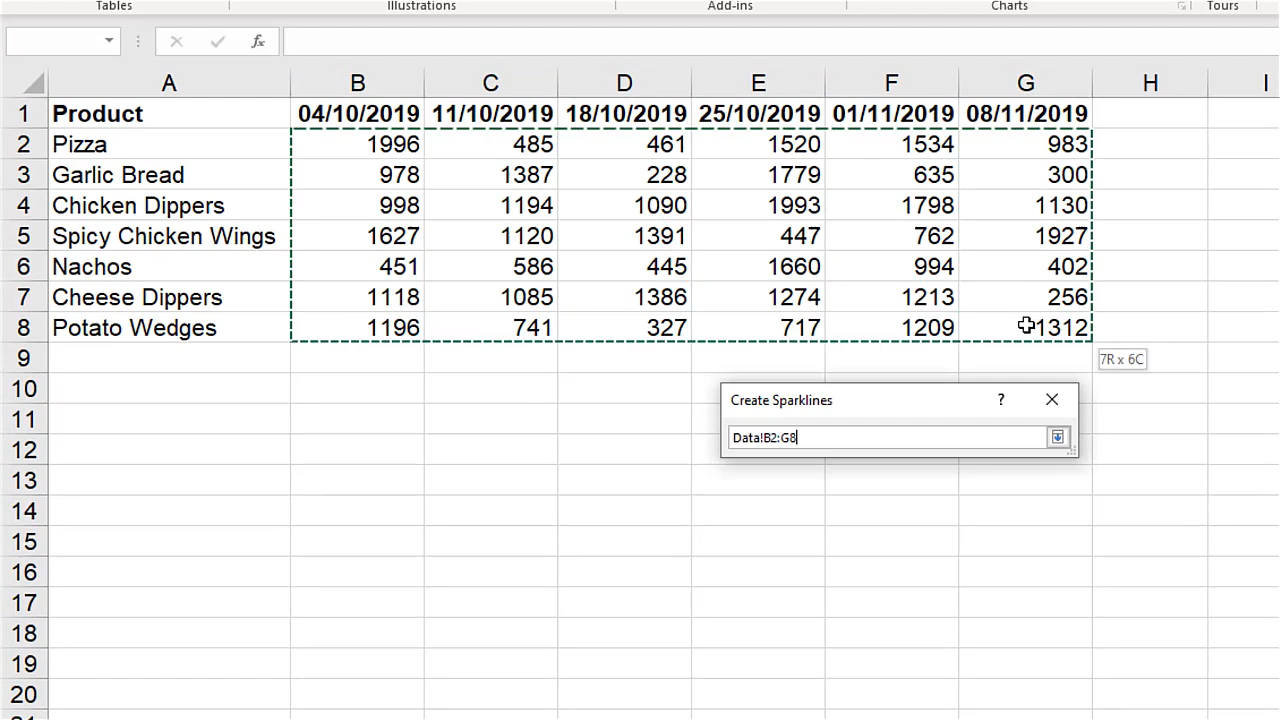 Tables Illustrations Add-ins Charts Tours
fx
A B C D E F G H I
1 Product 04/10/2019 11/10/2019 18/10/2019 25/10/2019 01/11/2019 08/11/2019
2 Pizza 1996 485 461 1520 1534 983
3 Garlic Bread 978 1387 228 1779 635 300
4 Chicken Dippers 998 1194 1090 1993 1798 1130
5 Spicy Chicken Wings 1627 1120 1391 447 762 1927
6 Nachos 451 586 445 1660 994 402
7 Cheese Dippers 1118 1085 1386 1274 1213 256
8 Potato Wedges 1196 741 327 717 1209 1312
9 7R x 6C
10 Create Sparklines ?
11
Data!B2:G8
12
13
14
15
16
17
18
19
20